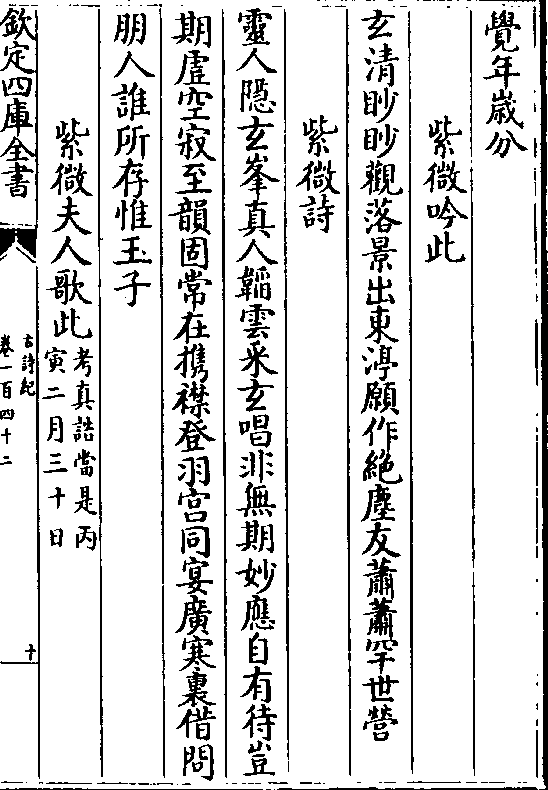 覺年歲分
紫微吟此
玄清眇眇觀落景出東渟願作絶塵友蕭蕭罕世營
紫微詩
靈人隱玄峯真人韜雲采玄唱非無期妙應自有待豈
期虛空寂至韻固常在携襟登羽宫同宴廣寒裏借問
朋人誰所存惟玉子
紫微夫人歌此考真誥當是丙
寅二月三十日
欽定四庫全書
古詩紀
卷一百四十二
十